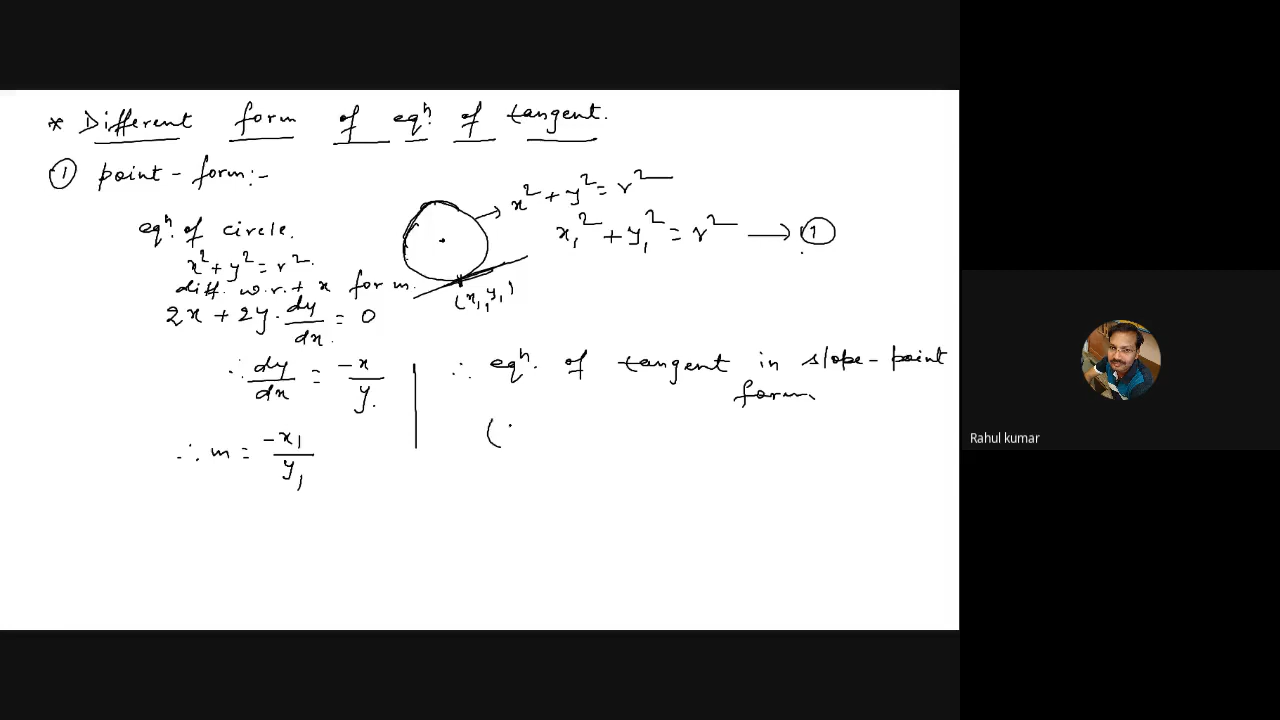 * Different form of eqⁿ. of tangent.
① point - form:-
eqⁿ. of circle.
x² + y² = r².
diff. w.r.t x for m.
2x + 2y · dy/dx = 0
∴ dy/dx = -x/y.
∴ m = -x₁/y₁
→ x² + y² = r²
x₁² + y₁² = r² → ①
(x₁, y₁)
∴ eqⁿ. of tangent in slope - point
form
(
Rahul kumar